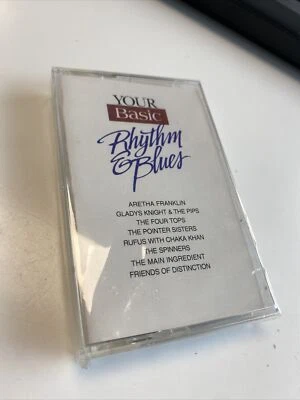 YOUR
Basic
Rhythm
& Blues
ARETHA FRANKLIN
GLADYS KNIGHT & THE PIPS
THE FOUR TOPS
THE POINTER SISTERS
RUFUS WITH CHAKA KHAN
THE SPINNERS
THE MAIN INGREDIENT
FRIENDS OF DISTINCTION